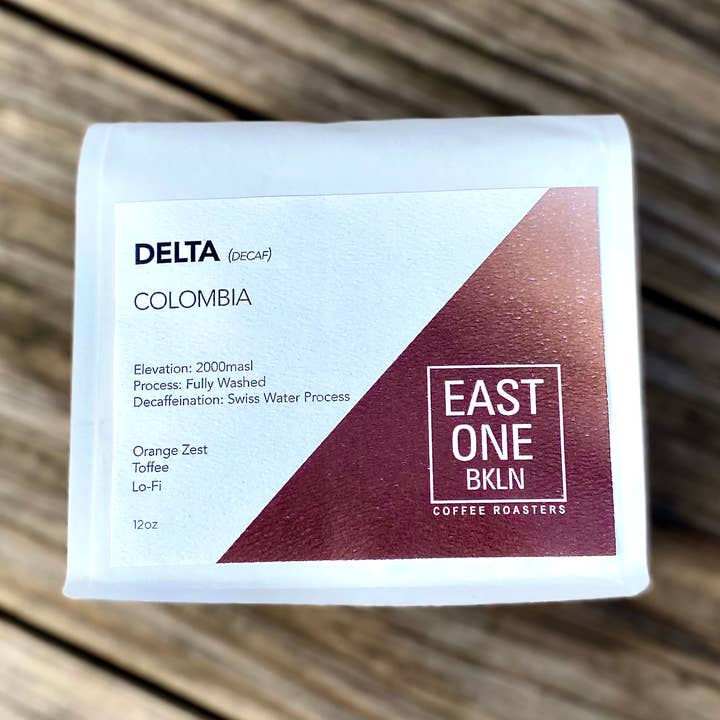 DELTA (DECAF)
COLOMBIA
Elevation: 2000masl
Process: Fully Washed
Decaffeination: Swiss Water Process
Orange Zest
Toffee
Lo-Fi
12oz
EAST
ONE
BKLN
COFFEE ROASTERS